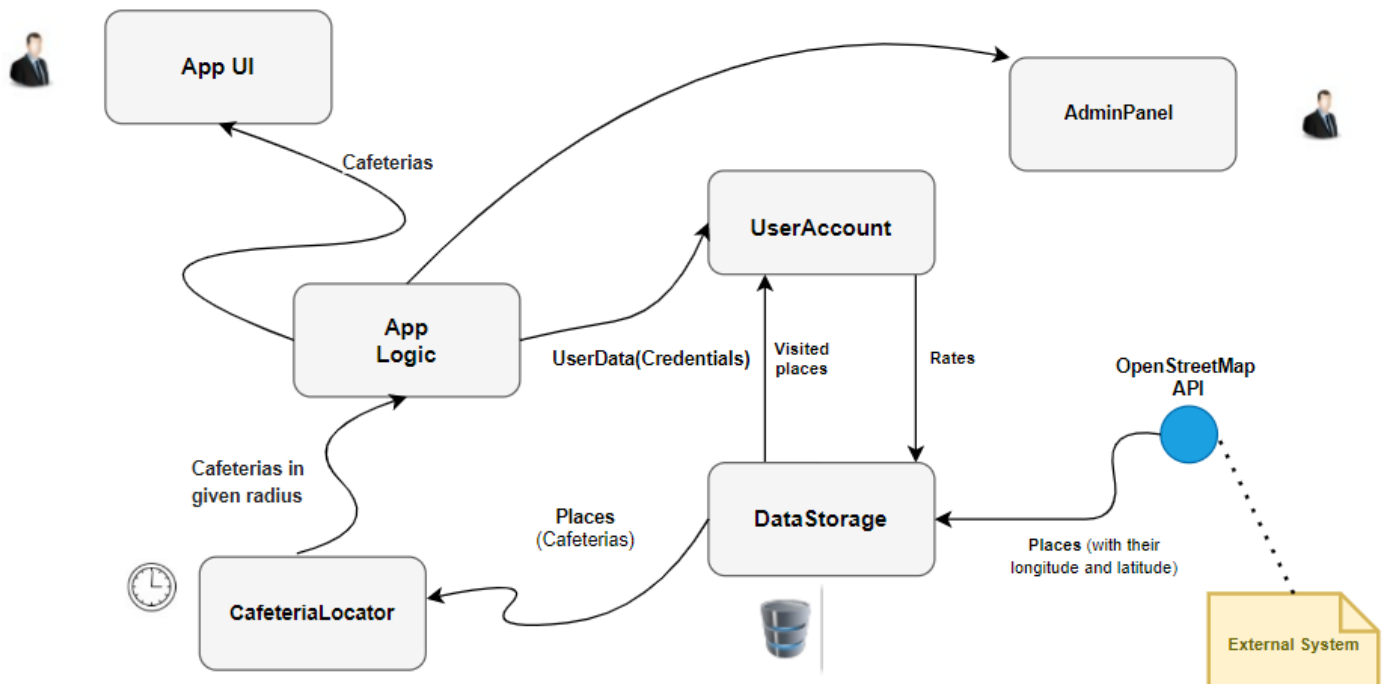 App UI
AdminPanel
Cafeterias
UserAccount
App
Logic
UserData(Credentials)
Visited
places
Rates
OpenStreetMap
API
Cafeterias in
given radius
Places
(Cafeterias)
DataStorage
Places (with their
longitude and latitude)
CafeteriaLocator
External System